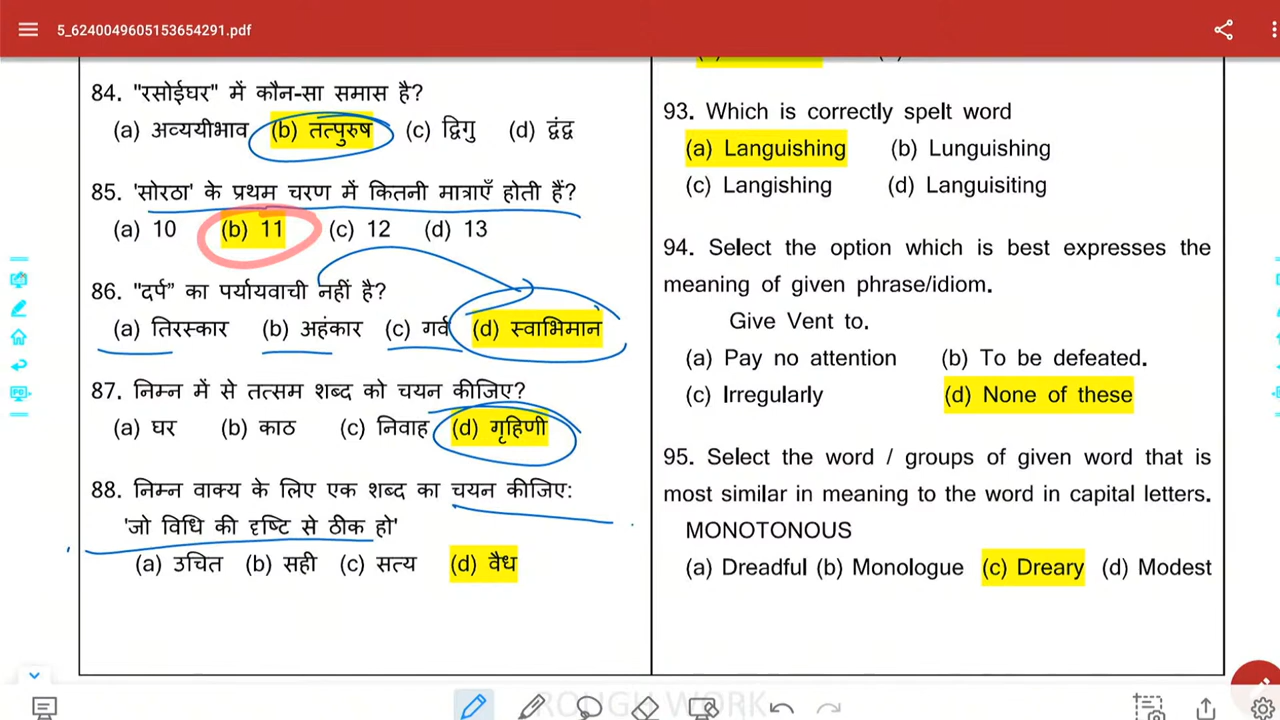 5_6240049605153654291.pdf
84. "रसोईघर" में कौन-सा समास है?
(a) अव्ययीभाव (b) तत्पुरुष (c) द्विगु (d) द्वंद्व
85. 'सोरठा' के प्रथम चरण में कितनी मात्राएँ होती हैं?
(a) 10 (b) 11 (c) 12 (d) 13
86. "दर्प” का पर्यायवाची नहीं है?
(a) तिरस्कार (b) अहंकार (c) गर्व (d) स्वाभिमान
87. निम्न में से तत्सम शब्द को चयन कीजिए?
(a) घर (b) काठ (c) निवाह (d) गृहिणी
88. निम्न वाक्य के लिए एक शब्द का चयन कीजिए:
'जो विधि की दृष्टि से ठीक हो'
(a) उचित (b) सही (c) सत्य (d) वैध
93. Which is correctly spelt word
(a) Languishing (b) Lunguishing
(c) Langishing (d) Languisiting
94. Select the option which is best expresses the
meaning of given phrase/idiom.
Give Vent to.
(a) Pay no attention (b) To be defeated.
(c) Irregularly (d) None of these
95. Select the word / groups of given word that is
most similar in meaning to the word in capital letters.
MONOTONOUS
(a) Dreadful (b) Monologue (c) Dreary (d) Modest
ROUGH WORK